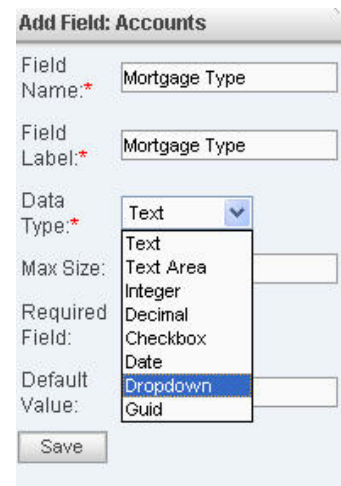 Add Field: Accounts
Field Name:* Mortgage Type
Field Label:* Mortgage Type
Data Type:* Text
Text
Text Area
Integer
Decimal
Checkbox
Date
Dropdown
Guid
Max Size:
Required Field:
Default Value:
Save